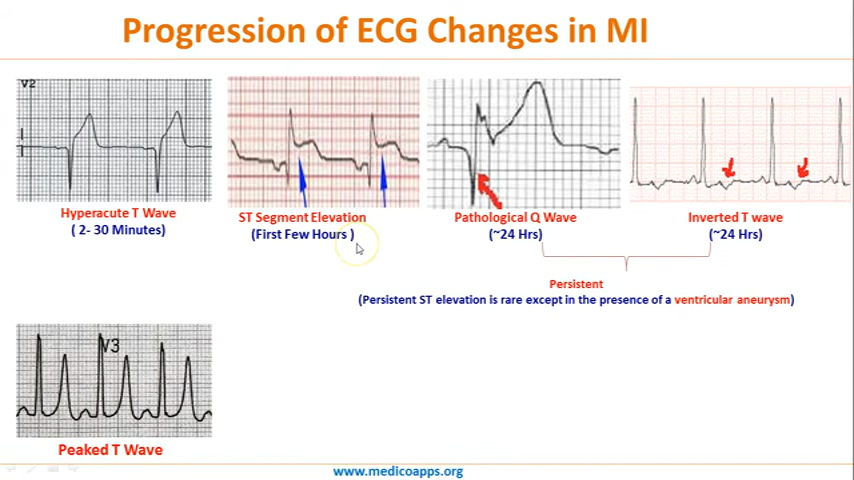 Progression of ECG Changes in MI
V2
Hyperacute T Wave
( 2- 30 Minutes)
ST Segment Elevation
(First Few Hours )
Pathological Q Wave
(~24 Hrs)
Inverted T wave
(~24 Hrs)
Persistent
(Persistent ST elevation is rare except in the presence of a ventricular aneurysm)
V3
Peaked T Wave
www.medicoapps.org